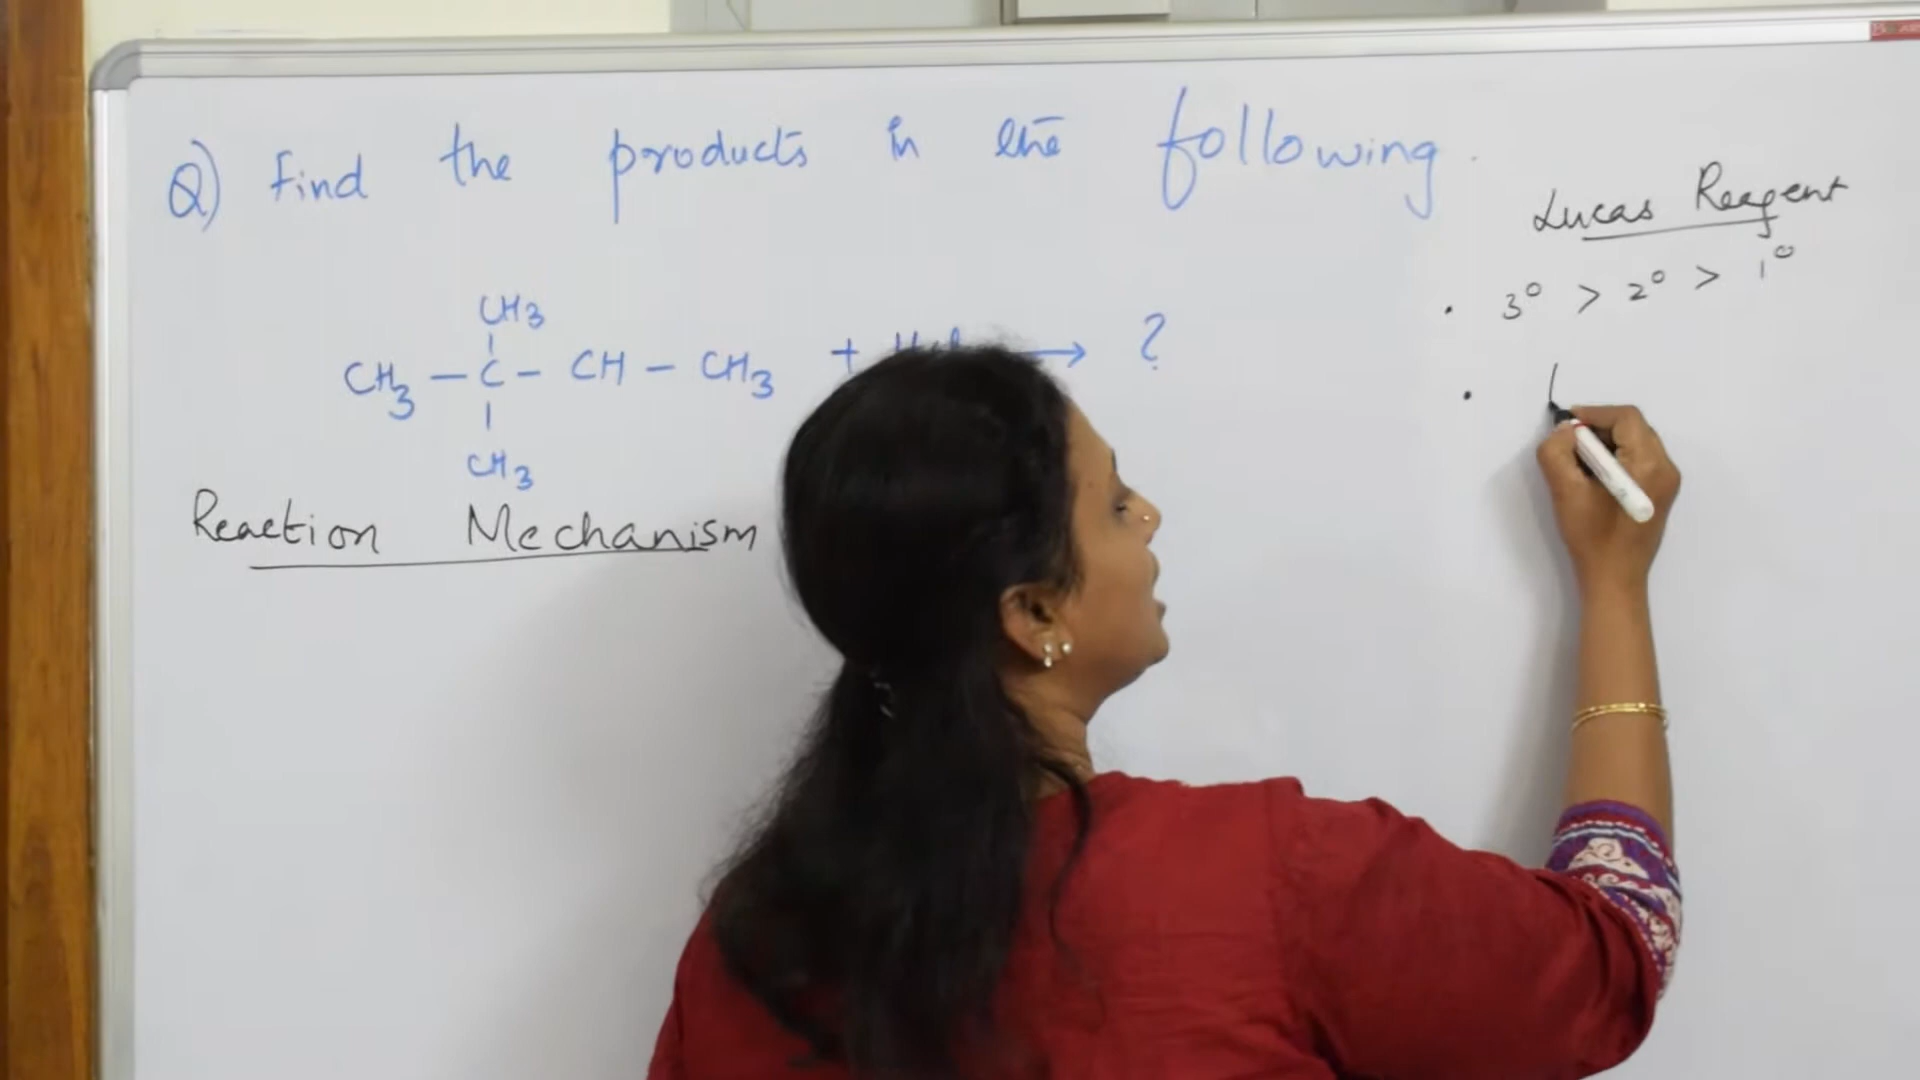 Q) Find the products in the following.
Lucas Reagent
• 3° > 2° > 1°
CH3
CH3 – C – CH – CH3 + → ?
CH3
•
Reaction Mechanism